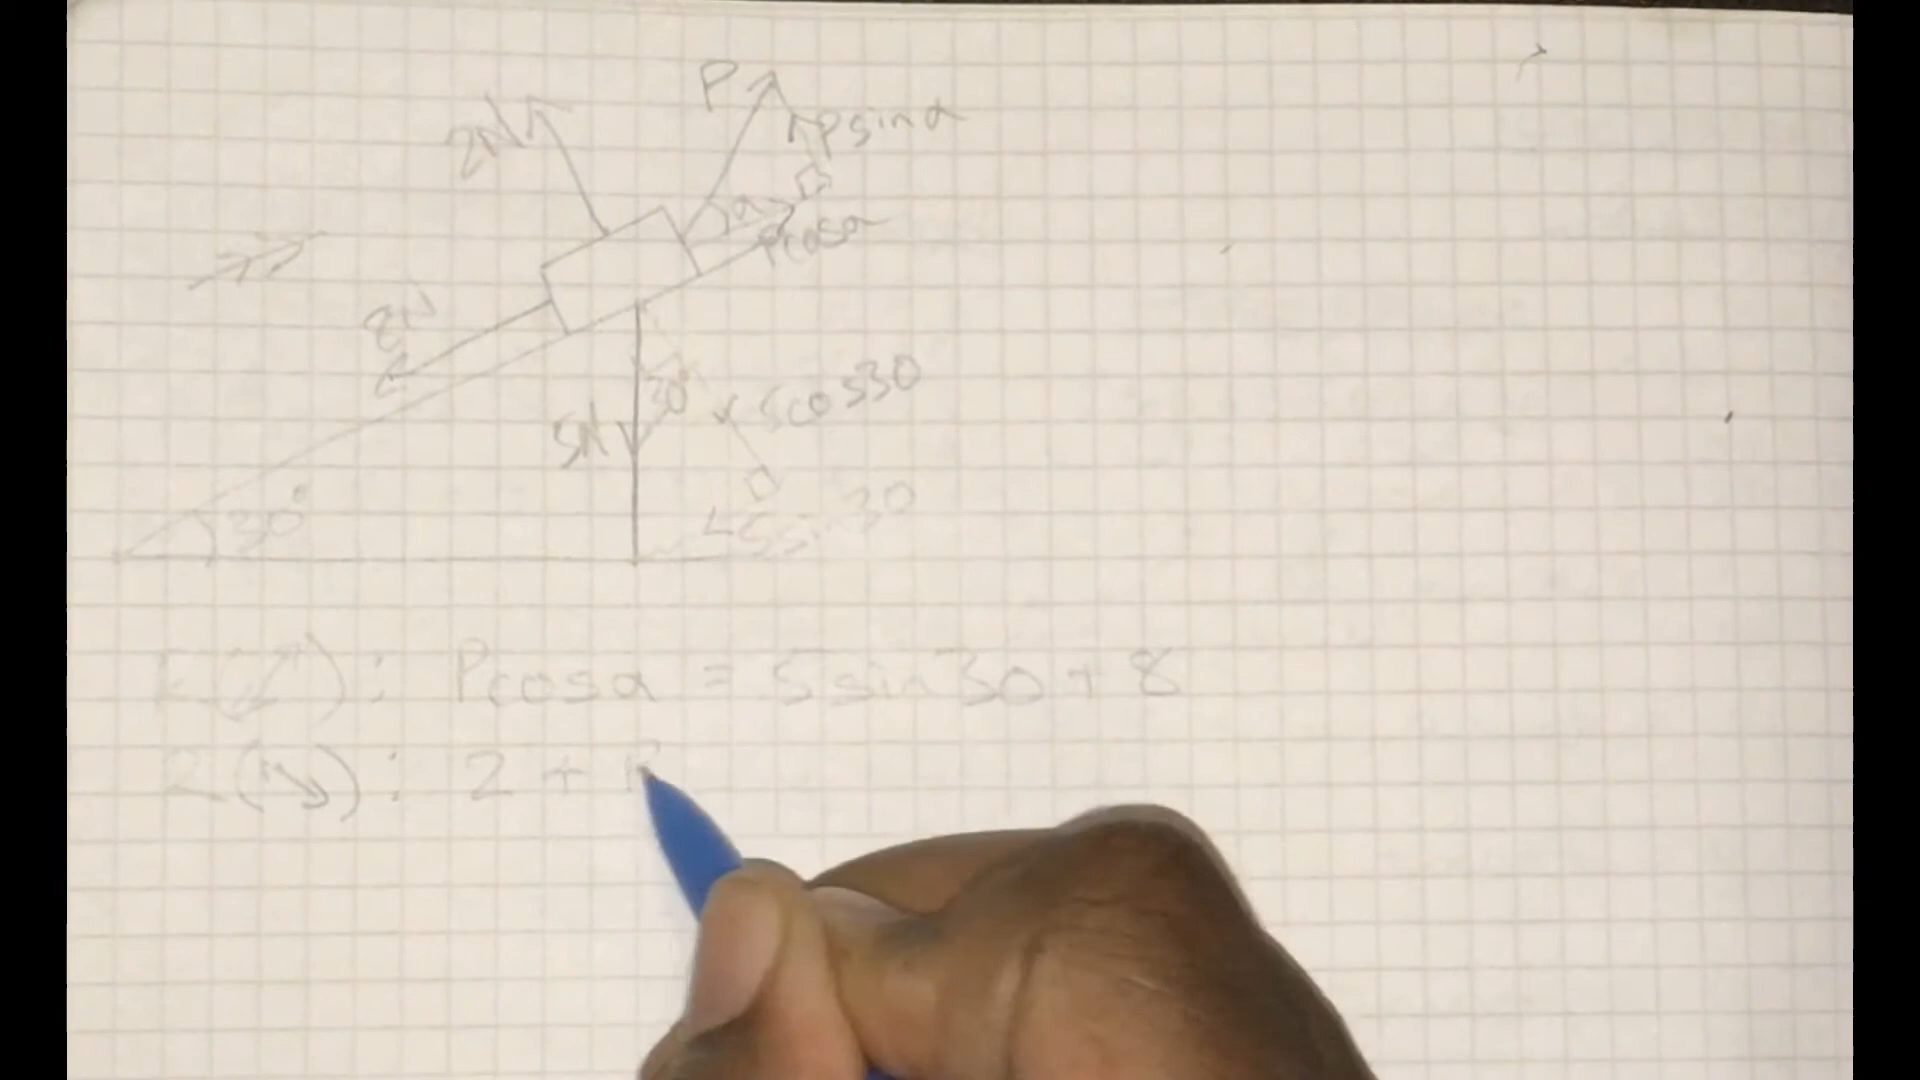 P
2N
Psinα
α
Pcosα
8N
30°
5cos30
5N
30°
5sin30
R(↗): Pcosα = 5sin30 + 8
R(↘): 2 + P